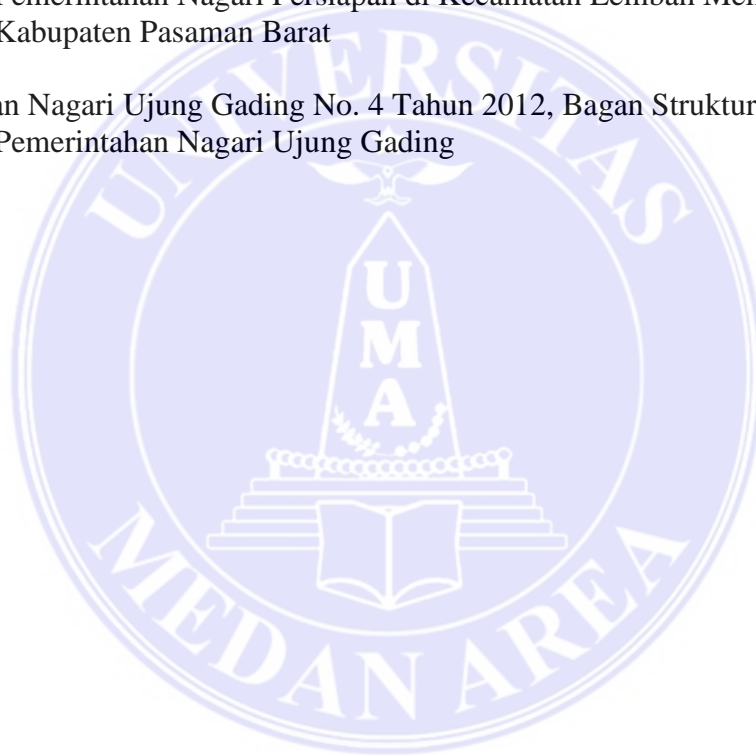 Pemerintahan Nagari Persiapan di Kecamatan Lembah
Kabupaten Pasaman Barat
an Nagari Ujung Gading No. 4 Tahun 2012, Bagan Struktur
Pemerintahan Nagari Ujung Gading
UNIVERSITAS
UMA
MEDAN AREA